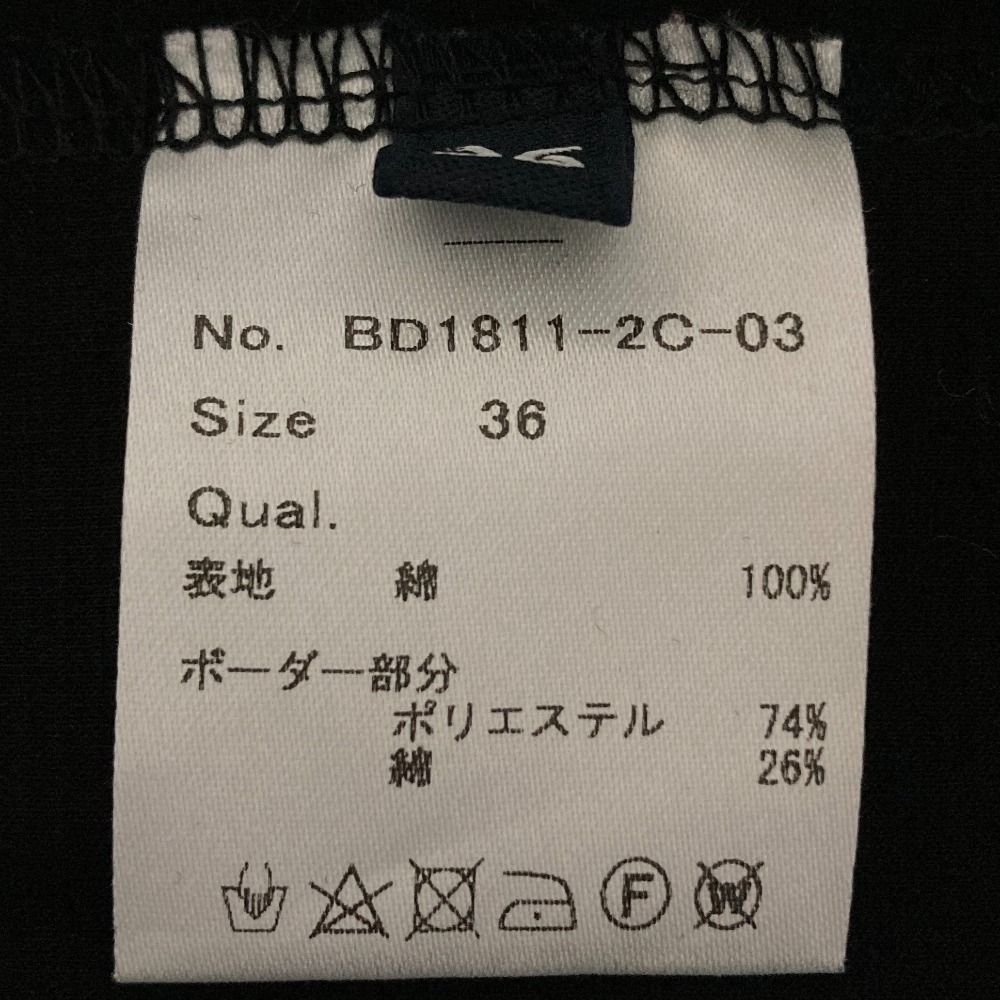 No. BD1811-2C-03
Size 36
Qual.
表地 綿 100%
ボーダー部分
ポリエステル 74%
綿 26%
F W